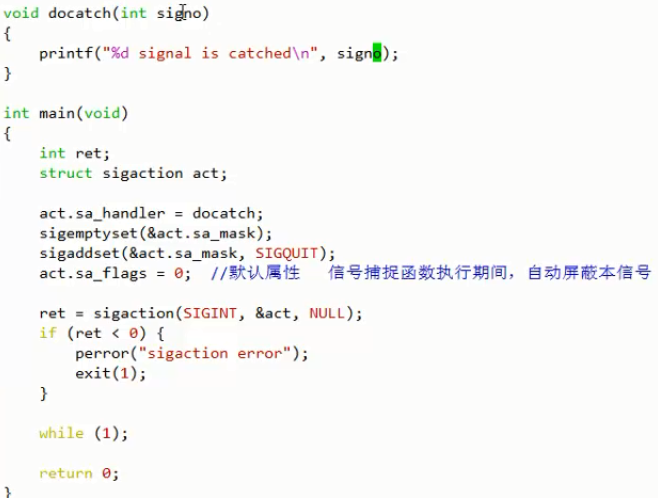 void docatch(int signo)
{
    printf("%d signal is catched\n", signo);
}
int main(void)
{
    int ret;
    struct sigaction act;
    act.sa_handler = docatch;
    sigemptyset(&act.sa_mask);
    sigaddset(&act.sa_mask, SIGQUIT);
    act.sa_flags = 0;  //默认属性   信号捕捉函数执行期间，自动屏蔽本信号
    ret = sigaction(SIGINT, &act, NULL);
    if (ret < 0) {
        perror("sigaction error");
        exit(1);
    }
    while (1);
    return 0;
}